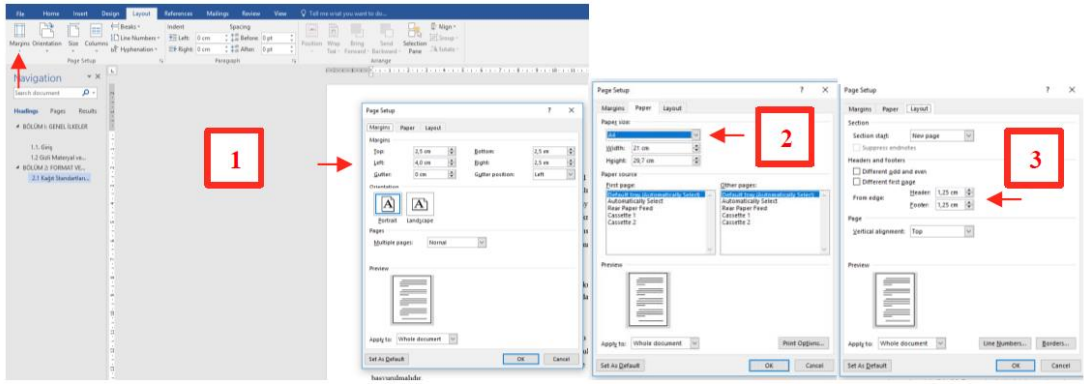 File Home Insert Design Layout References Mailings Review View Tell me what you want to do...
Margins Orientation Size Columns
Breaks
Line Numbers
Hyphenation
Page Setup
Indent Spacing
Left: 0 cm Before: 0 pt
Right: 0 cm After: 0 pt
Paragraph
Position Wrap Text Bring Forward Send Backward Selection Pane
Align
Group
Rotate
Arrange
Navigation
Search document
Headings Pages Results
BÖLÜM I: GENEL İLKELER
1.1. Giriş
1.2 Gizli Materyal ve...
BÖLÜM 2: FORMAT VE...
2.1 Kağıt Standartları...
1
Page Setup ? ×
Margins Paper Layout
Margins
Top: 2,5 cm Bottom: 2,5 cm
Left: 4,0 cm Right: 2,5 cm
Gutter: 0 cm Gutter position: Left
Orientation
Portrait Landscape
Pages
Multiple pages: Normal
Preview
Apply to: Whole document
Set As Default OK Cancel
Page Setup ? ×
Margins Paper Layout
Paper size:
A4
Width: 21 cm
Height: 29,7 cm
2
Paper source
First page: Other pages:
Default tray (Automatically Select) Default tray (Automatically Select)
Automatically Select Automatically Select
Rear Paper Feed Rear Paper Feed
Cassette 1 Cassette 1
Cassette 2 Cassette 2
Preview
Apply to: Whole document Print Options...
Set As Default OK Cancel
Page Setup ? ×
Margins Paper Layout
Section
Section start: New page
Suppress endnotes
Headers and footers
Different odd and even
Different first page
From edge: Header: 1,25 cm
Footer: 1,25 cm
3
Page
Vertical alignment: Top
Preview
Apply to: Whole document Line Numbers... Borders...
Set As Default OK Cancel